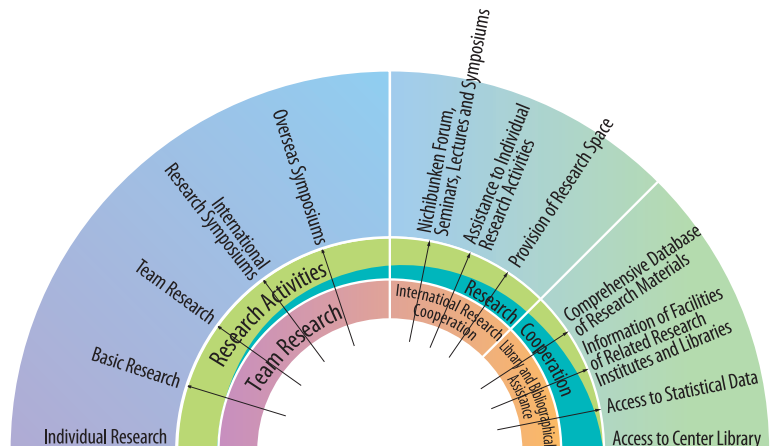 Individual Research
Basic Research
Team Research
International
Research Symposiums
Overseas Symposiums
Nichibunken Forum,
Seminars, Lectures and Symposiums
Assistance to Individual
Research Activities
Provision of Research Space
Comprehensive Database
of Research Materials
Information of Facilities
of Related Research
Institutes and Libraries
Access to Statistical Data
Access to Center Library
Research Activities
Research Cooperation
Team Research
Internatioal Research
Cooperation
Library and Bibliographical
Assistance